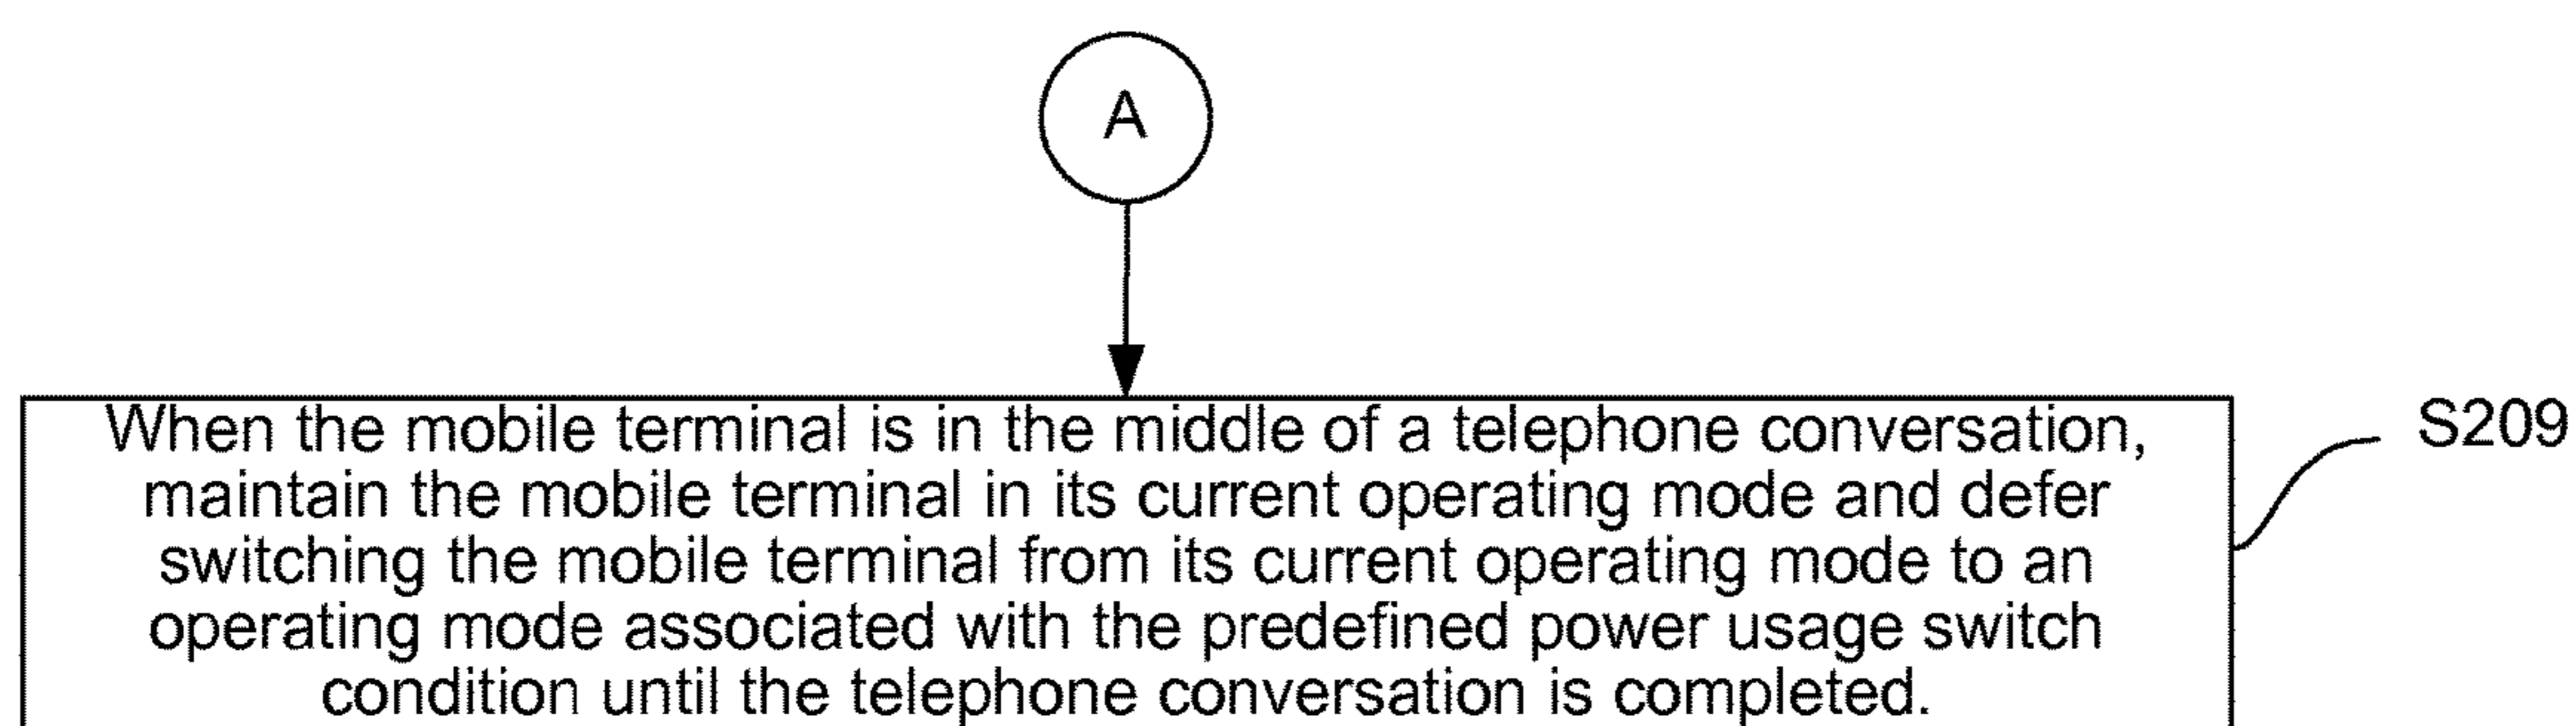 A
When the mobile terminal is in the middle of a telephone conversation,
maintain the mobile terminal in its current operating mode and defer
switching the mobile terminal from its current operating mode to an
operating mode associated with the predefined power usage switch
condition until the telephone conversation is completed.
S209